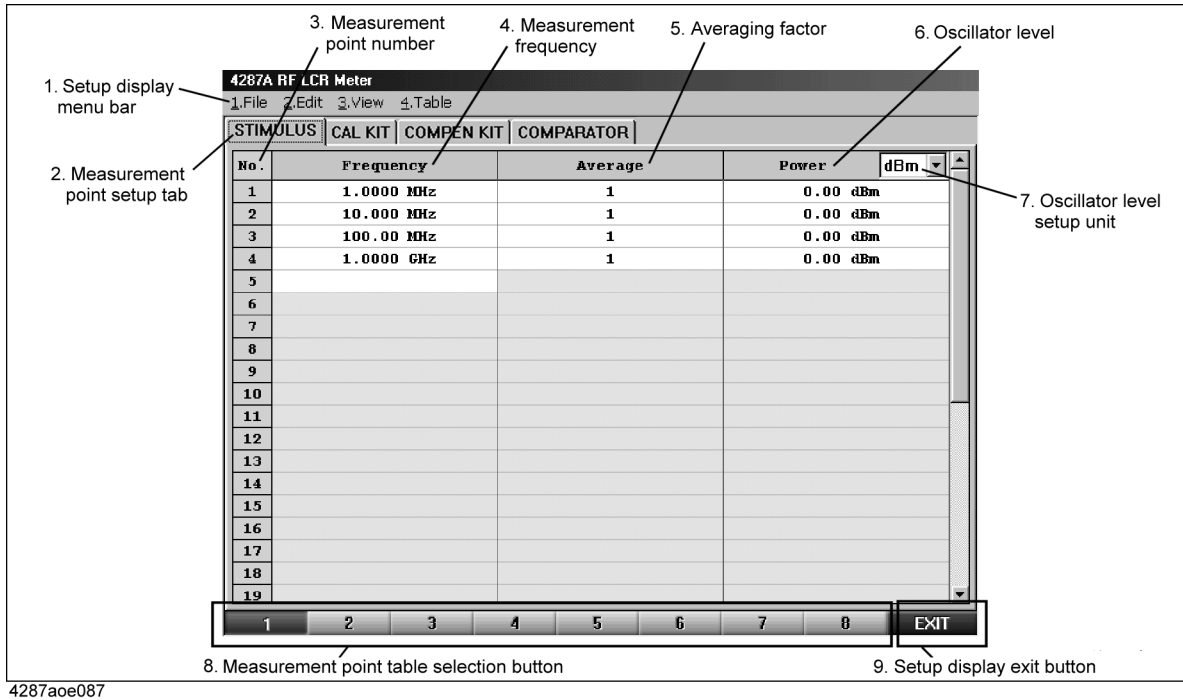 3. Measurement
point number
4. Measurement
frequency
5. Averaging factor
6. Oscillator level
1. Setup display
menu bar
4287A RF LCR Meter
1.File 2.Edit 3.View 4.Table
STIMULUS CAL KIT COMPEN KIT COMPARATOR
2. Measurement
point setup tab
No. Frequency Average Power dBm
7. Oscillator level
setup unit
1 1.0000 MHz 1 0.00 dBm
2 10.000 MHz 1 0.00 dBm
3 100.00 MHz 1 0.00 dBm
4 1.0000 GHz 1 0.00 dBm
5
6
7
8
9
10
11
12
13
14
15
16
17
18
19
1 2 3 4 5 6 7 8 EXIT
8. Measurement point table selection button
9. Setup display exit button
4287aoe087